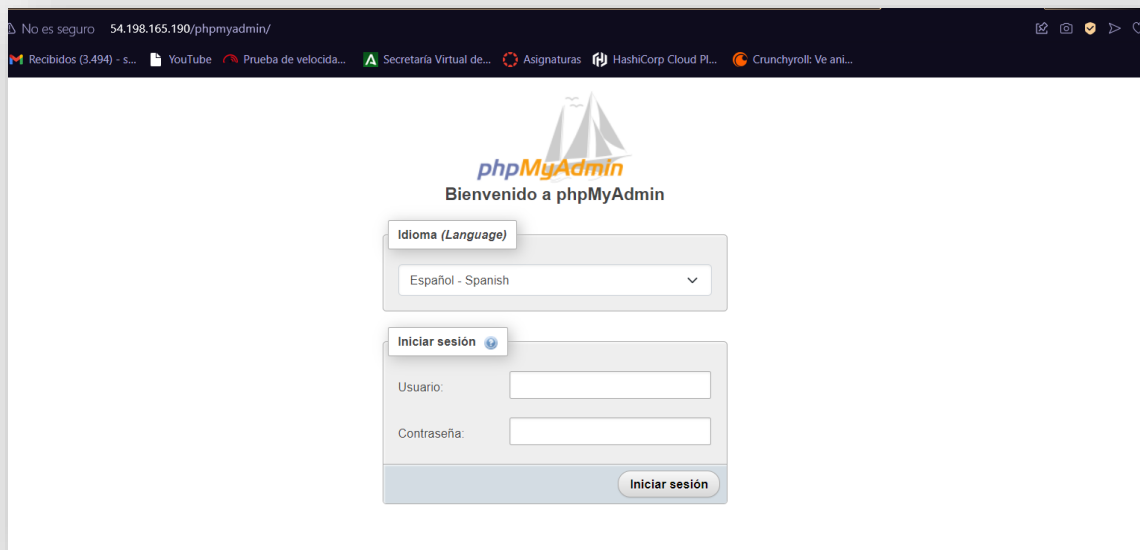 No es seguro 54.198.165.190/phpmyadmin/
Recibidos (3.494) - s... YouTube Prueba de velocida... Secretaría Virtual de... Asignaturas HashiCorp Cloud Pl... Crunchyroll: Ve ani...
phpMyAdmin
Bienvenido a phpMyAdmin
Idioma (Language)
Español - Spanish
Iniciar sesión
Usuario:
Contraseña:
Iniciar sesión